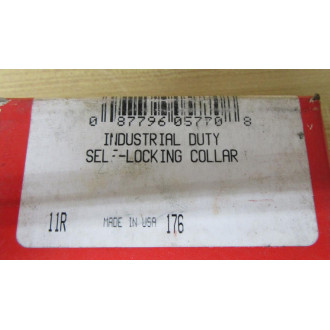 0 87796 05770 8
INDUSTRIAL DUTY
SELF-LOCKING COLLAR
11R MADE IN USA 176